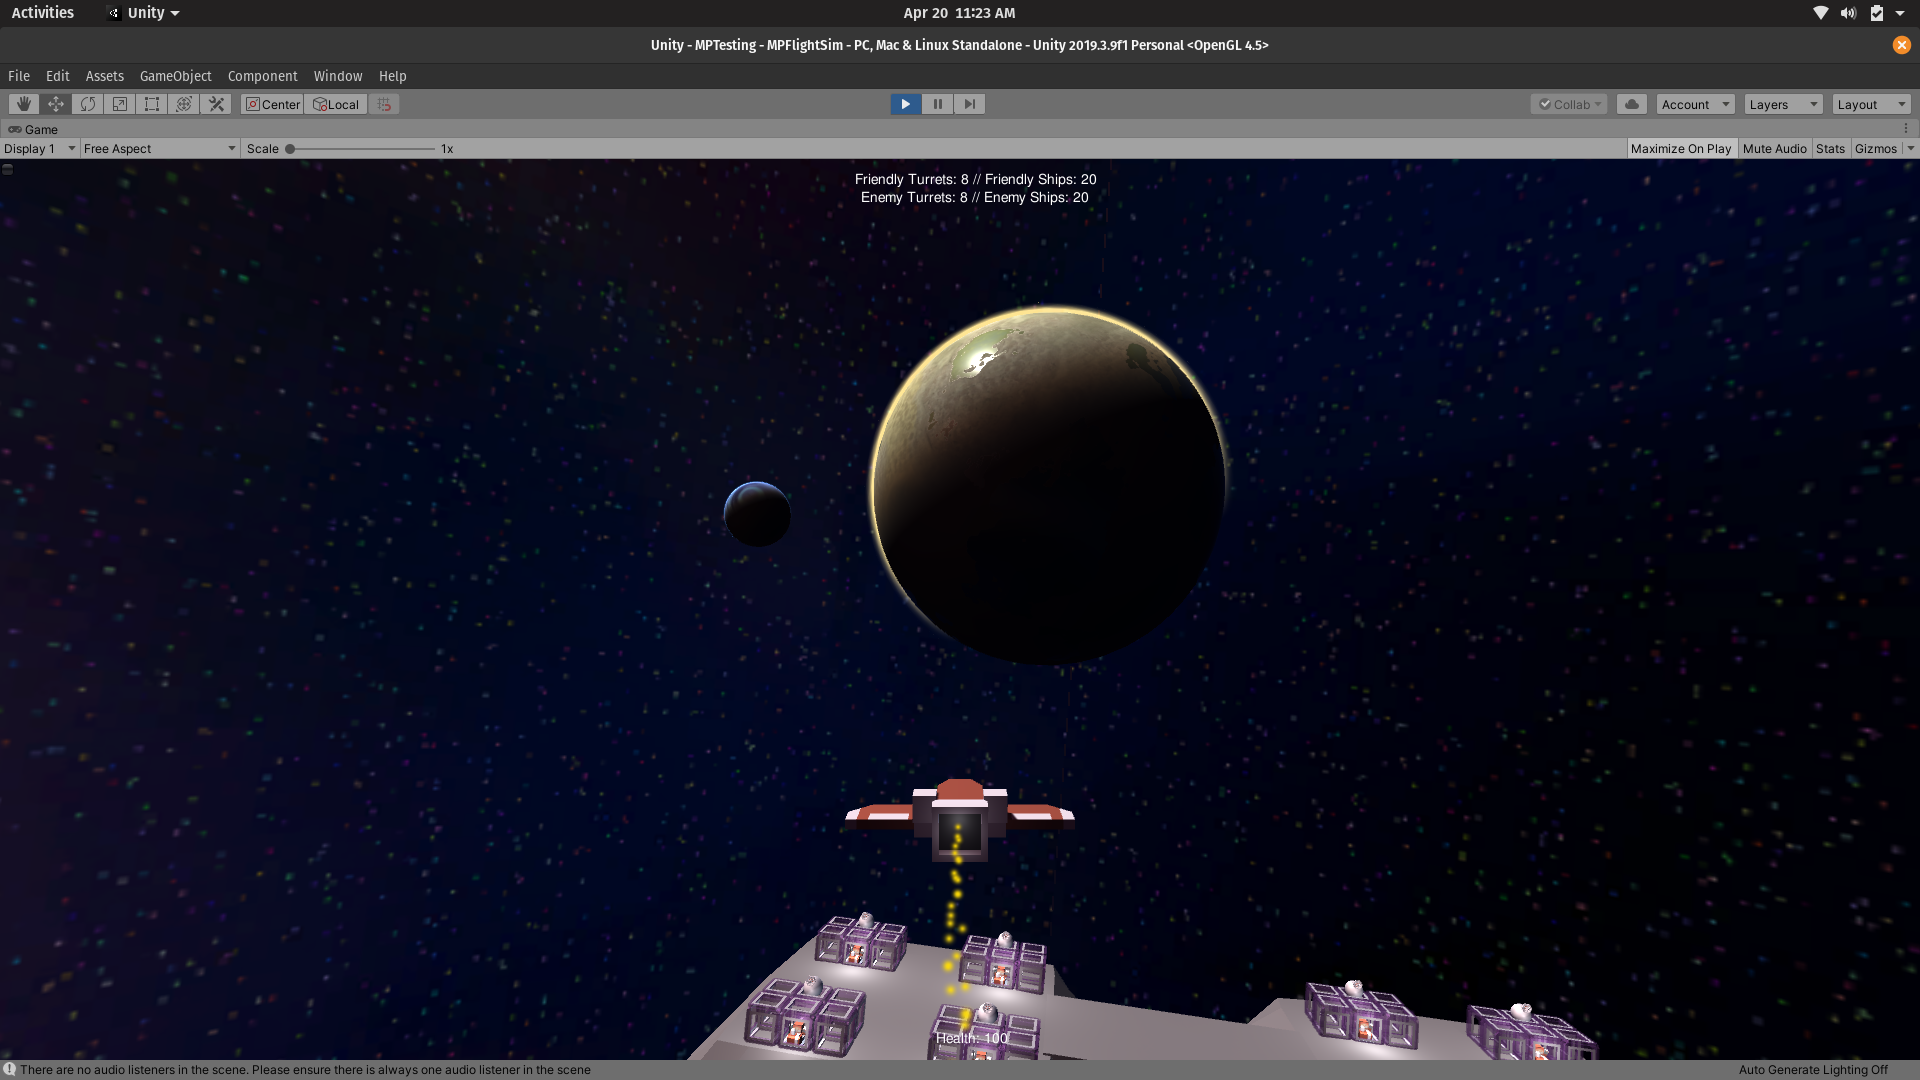 Activities Unity Apr 20 11:23 AM
Unity - MPTesting - MPFlightSim - PC, Mac & Linux Standalone - Unity 2019.3.9f1 Personal <OpenGL 4.5>
File Edit Assets GameObject Component Window Help
Center Local Collab Account Layers Layout
Game
Display 1 Free Aspect Scale 1x Maximize On Play Mute Audio Stats Gizmos
Friendly Turrets: 8 // Friendly Ships: 20
Enemy Turrets: 8 // Enemy Ships: 20
Health: 100
There are no audio listeners in the scene. Please ensure there is always one audio listener in the scene Auto Generate Lighting Off